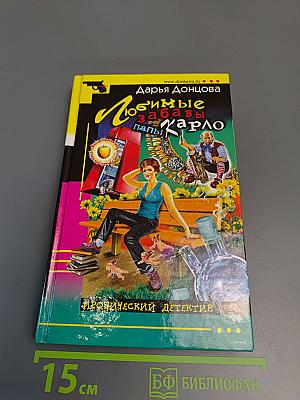 www.dontsova.ru
Дарья Донцова
Любимые
забавы
папы
Карло
ИРОНИЧЕСКИЙ ДЕТЕКТИВ
15 см
БФ БИБЛИОФАН